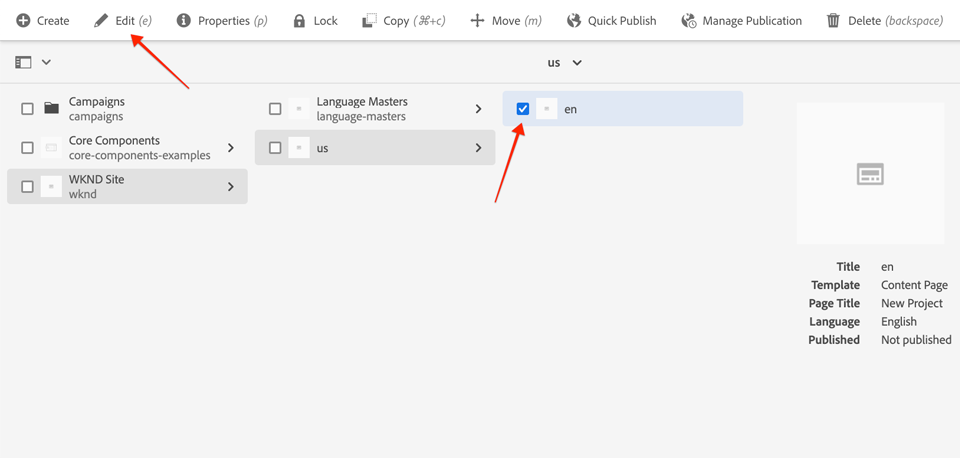 Create Edit (e) Properties (p) Lock Copy (⌘+c) Move (m) Quick Publish Manage Publication Delete (backspace)
us
Campaigns
campaigns
Core Components
core-components-examples
WKND Site
wknd
Language Masters
language-masters
us
en
Title en
Template Content Page
Page Title New Project
Language English
Published Not published